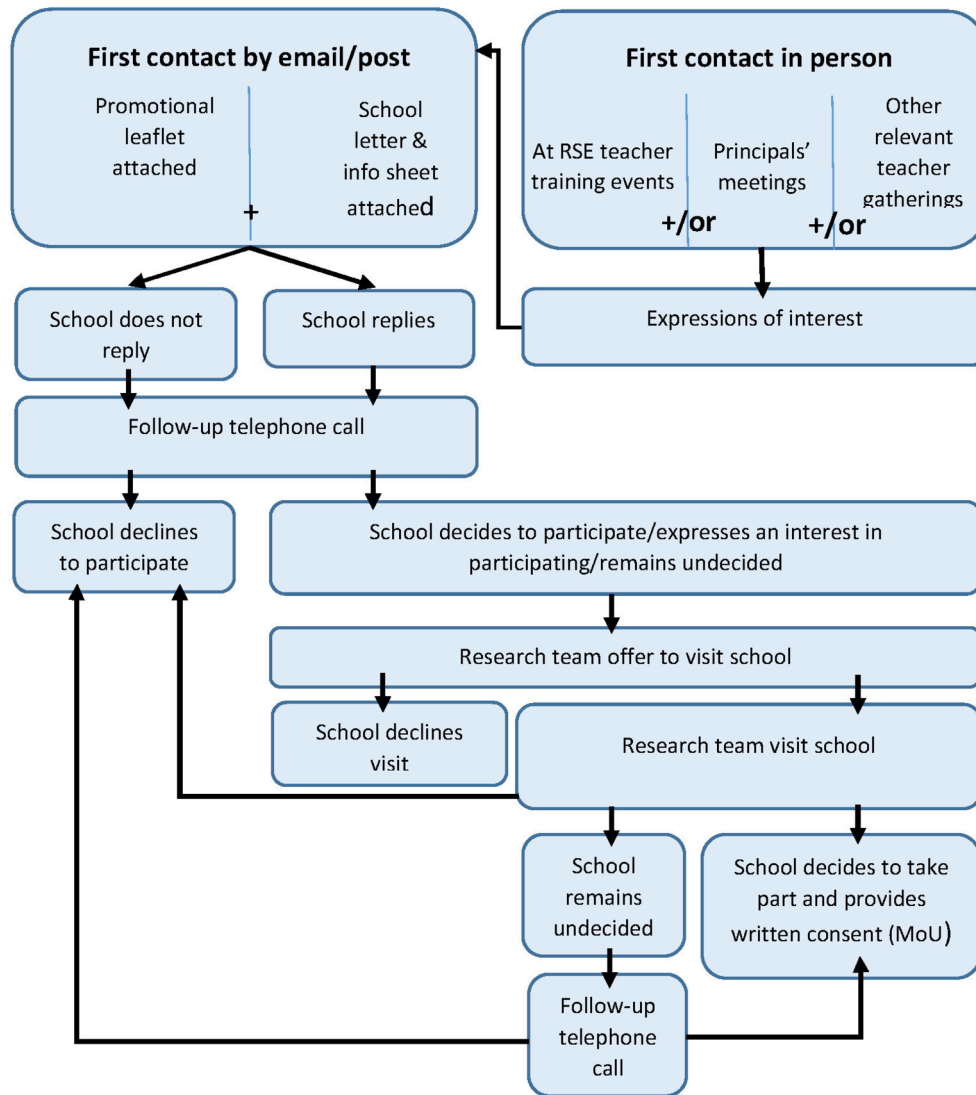 First contact by email/post
Promotional
leaflet
attached
+
School
letter &
info sheet
attached
First contact in person
At RSE teacher
training events
+/or
Principals'
meetings
+/or
Other
relevant
teacher
gatherings
School does not
reply
School replies
Expressions of interest
Follow-up telephone call
School declines
to participate
School decides to participate/expresses an interest in
participating/remains undecided
Research team offer to visit school
School declines
visit
Research team visit school
School
remains
undecided
School decides to take
part and provides
written consent (MoU)
Follow-up
telephone
call